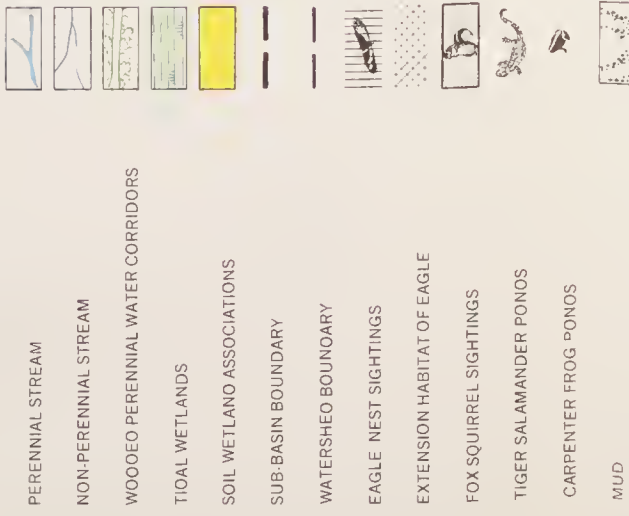 PERENNIAL STREAM
NON-PERENNIAL STREAM
WOOOEO PERENNIAL WATER CORRIDORS
TIOAL WETLANDS
SOIL WETLANO ASSOCIATIONS
SUB-BASIN BOUNDARY
WATERSHEO BOUNOARY
EAGLE NEST SIGHTINGS
EXTENSION HABITAT OF EAGLE
FOX SQUIRREL SIGHTINGS
TIGER SALAMANDER PONOS
CARPENTER FROG PONOS
MUD